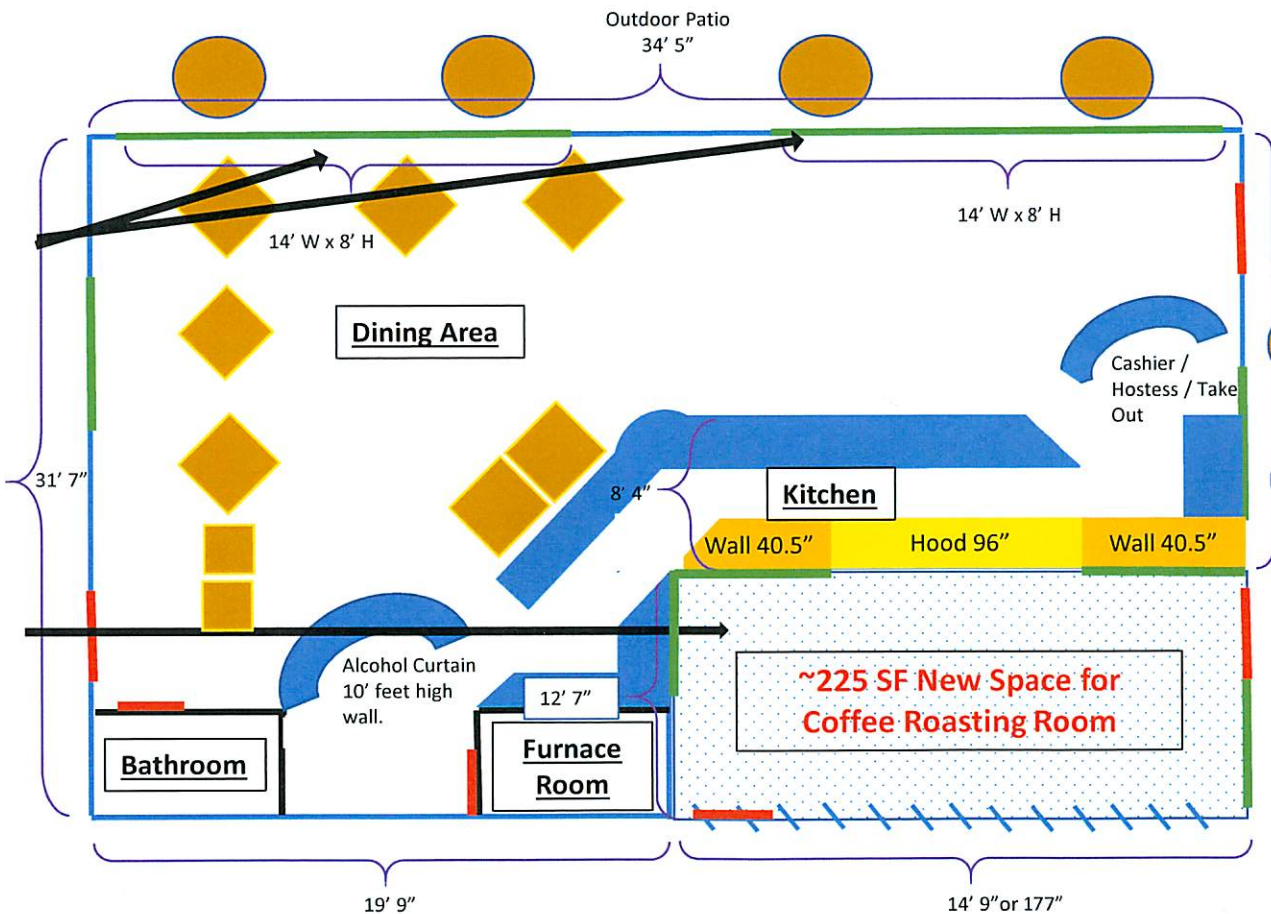 Outdoor Patio
34’ 5”
14’ W x 8’ H
14’ W x 8’ H
Dining Area
Cashier /
Hostess / Take
Out
31’ 7”
8’ 4”
Kitchen
Wall 40.5”
Hood 96”
Wall 40.5”
Alcohol Curtain
10’ feet high
wall.
~225 SF New Space for
Coffee Roasting Room
12’ 7”
Bathroom
Furnace
Room
19’ 9”
14’ 9”or 177”